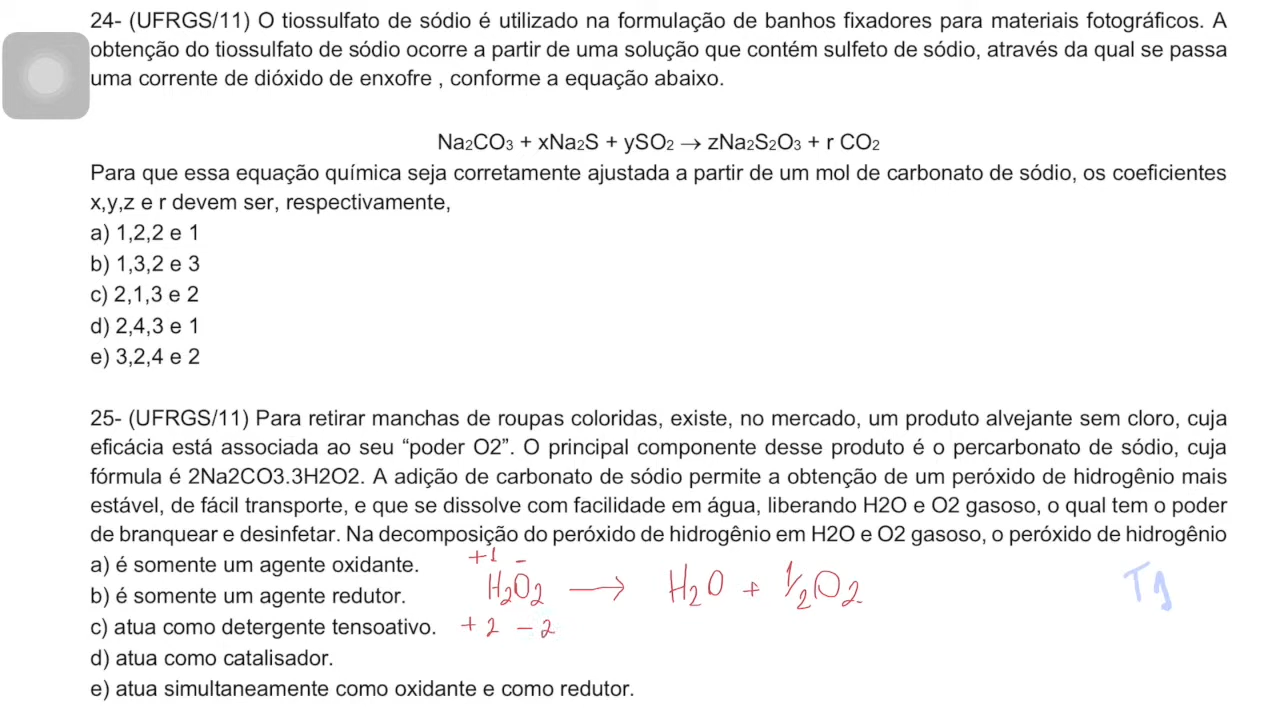 24- (UFRGS/11) O tiossulfato de sódio é utilizado na formulação de banhos fixadores para materiais fotográficos. A
obtenção do tiossulfato de sódio ocorre a partir de uma solução que contém sulfeto de sódio, através da qual se passa
uma corrente de dióxido de enxofre , conforme a equação abaixo.
Na2CO3 + xNa2S + ySO2 → zNa2S2O3 + r CO2
Para que essa equação química seja corretamente ajustada a partir de um mol de carbonato de sódio, os coeficientes
x,y,z e r devem ser, respectivamente,
a) 1,2,2 e 1
b) 1,3,2 e 3
c) 2,1,3 e 2
d) 2,4,3 e 1
e) 3,2,4 e 2
25- (UFRGS/11) Para retirar manchas de roupas coloridas, existe, no mercado, um produto alvejante sem cloro, cuja
eficácia está associada ao seu “poder O2”. O principal componente desse produto é o percarbonato de sódio, cuja
fórmula é 2Na2CO3.3H2O2. A adição de carbonato de sódio permite a obtenção de um peróxido de hidrogênio mais
estável, de fácil transporte, e que se dissolve com facilidade em água, liberando H2O e O2 gasoso, o qual tem o poder
de branquear e desinfetar. Na decomposição do peróxido de hidrogênio em H2O e O2 gasoso, o peróxido de hidrogênio
a) é somente um agente oxidante.
+1 -
b) é somente um agente redutor.
H2O2 → H2O + 1/2O2
c) atua como detergente tensoativo.
+2 -2
d) atua como catalisador.
e) atua simultaneamente como oxidante e como redutor.